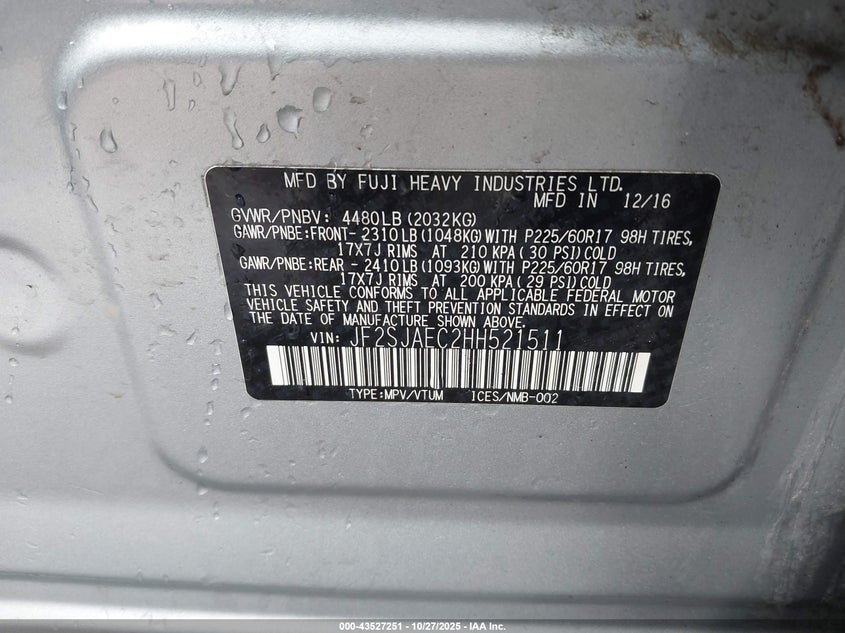 MFD BY FUJI HEAVY INDUSTRIES LTD.
MFD IN 12/16
GVWR/PNBV: 4480LB (2032KG)
GAWR/PNBE:FRONT- 2310LB (1048KG) WITH P225/60R17 98H TIRES,
17X7J RIMS AT 210 KPA (30 PSI) COLD
GAWR/PNBE:REAR - 2410LB (1093KG) WITH P225/60R17 98H TIRES,
17X7J RIMS AT 200 KPA (29 PSI) COLD
THIS VEHICLE CONFORMS TO ALL APPLICABLE FEDERAL MOTOR
VEHICLE SAFETY AND THEFT PREVENTION STANDARDS IN EFFECT ON
THE DATE OF MANUFACTURE SHOWN ABOVE.
VIN: JF2SJAEC2HH521511
TYPE:MPV/VTUM ICES/NMB-002
000-43527251 | 10/27/2025 - IAA Inc.